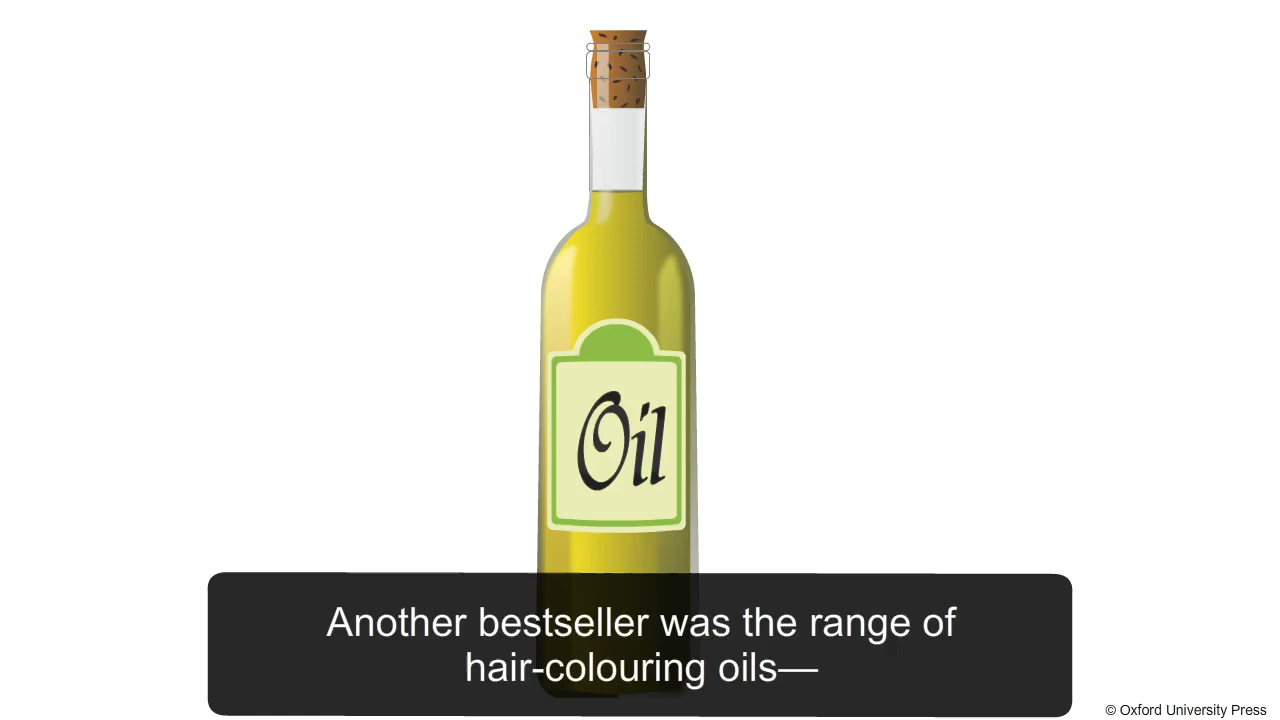 Oil
Another bestseller was the range of
hair-colouring oils—
© Oxford University Press